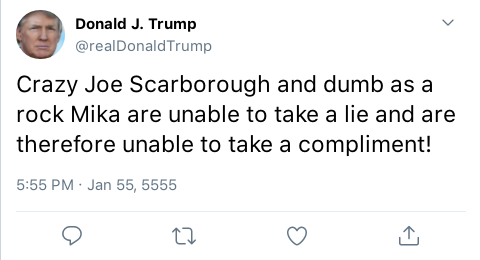 Donald J. Trump
@realDonaldTrump
Crazy Joe Scarborough and dumb as a
rock Mika are unable to take a lie and are
therefore unable to take a compliment!
5:55 PM · Jan 55, 5555